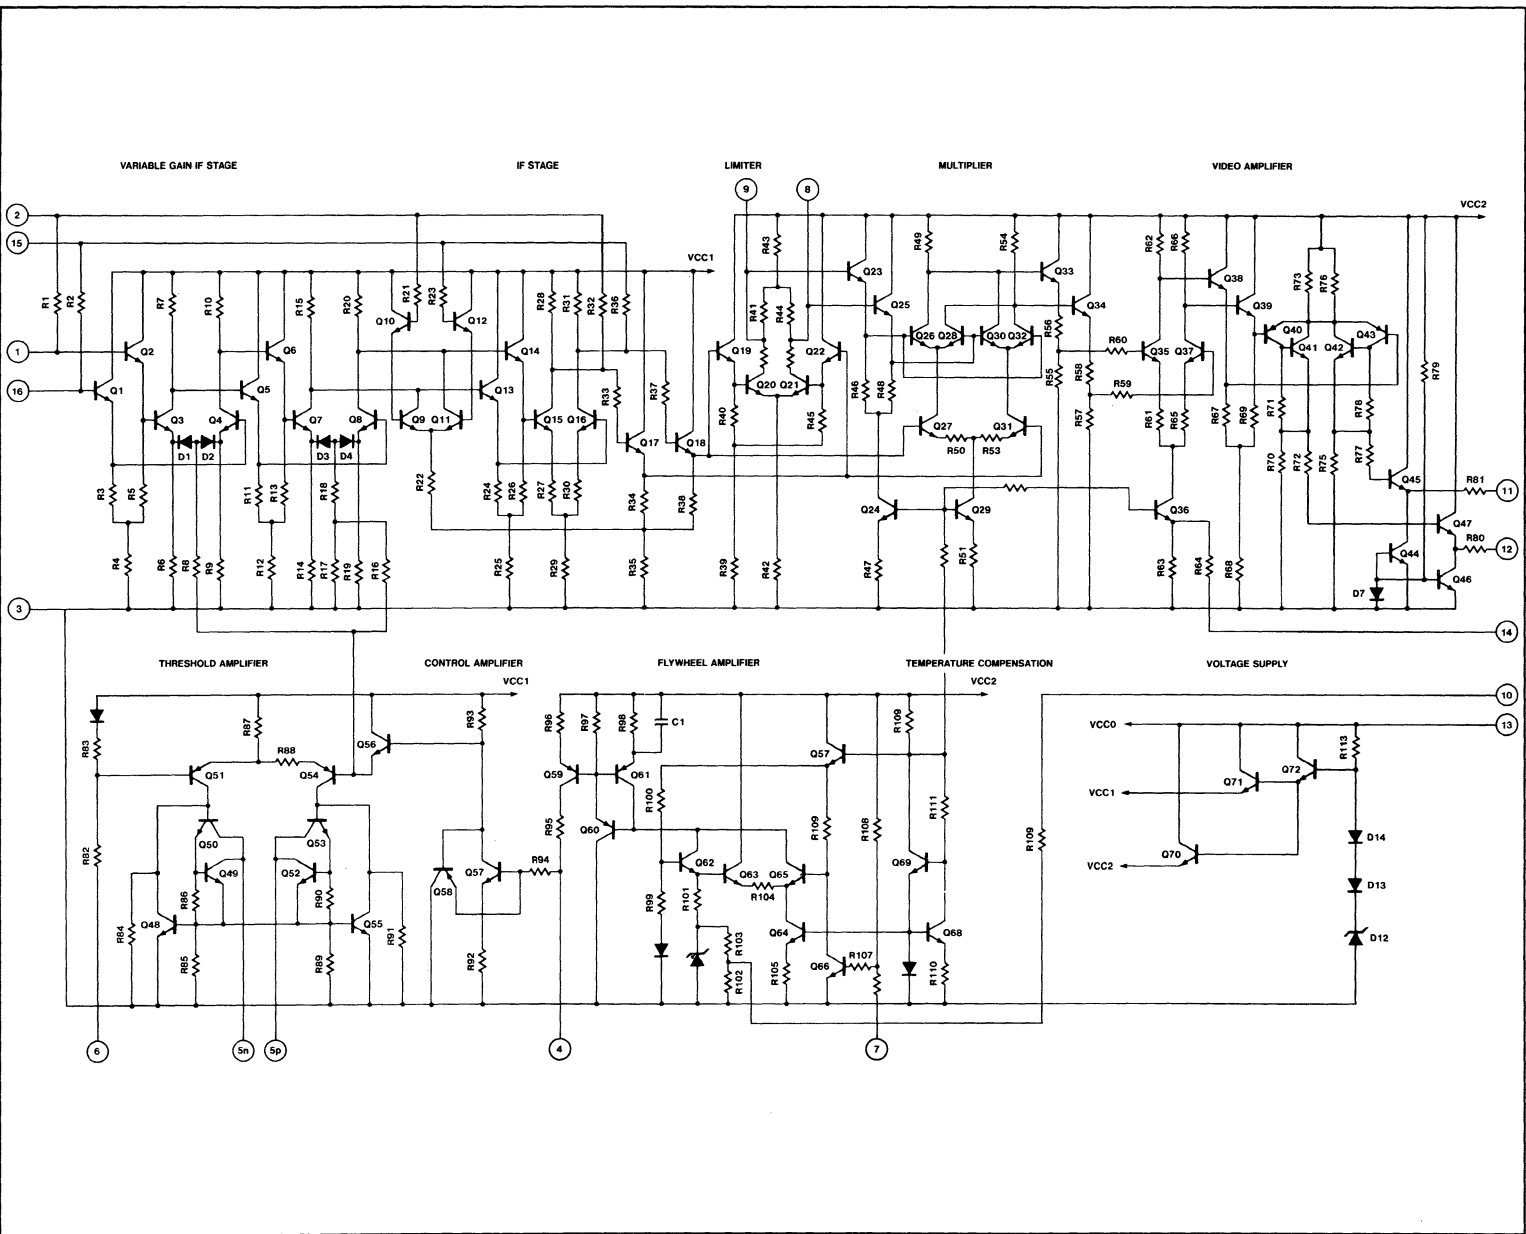 VARIABLE GAIN IF STAGE
IF STAGE
LIMITER
MULTIPLIER
VIDEO AMPLIFIER
9
8
2
15
VCC2
VCC1
R1
R2
R7
R10
R15
R20
R21
R23
Q10
Q12
R28
R31
R32
R36
R43
Q23
R41
R44
Q25
R49
R54
Q33
Q34
R56
R62
R66
Q38
Q39
R73
R76
1
Q2
Q6
Q14
Q19
Q22
Q26
Q28
Q30
Q32
R60
Q35
Q37
Q40
Q41
Q42
Q43
R79
16
Q1
Q5
Q13
R33
R37
Q20
Q21
R46
R48
R55
R58
R59
Q3
Q4
Q7
Q8
Q9
Q11
Q15
Q16
R40
R45
Q27
Q31
R57
R61
R65
R67
R69
R71
R78
D1
D2
D3
D4
Q17
Q18
R50
R53
R3
R5
R11
R13
R18
R22
R24
R26
R27
R30
R34
R38
R70
R72
R75
R77
Q45
R81
11
Q24
Q29
Q36
Q47
R80
12
R4
R6
R8
R9
R12
R14
R17
R19
R16
R25
R29
R35
R39
R42
R47
R51
R63
R64
R68
Q44
Q46
D7
3
14
THRESHOLD AMPLIFIER
CONTROL AMPLIFIER
FLYWHEEL AMPLIFIER
TEMPERATURE COMPENSATION
VOLTAGE SUPPLY
VCC1
VCC2
10
R83
R87
R88
Q56
R93
R96
R97
R98
C1
Q57
R109
VCC0
13
R113
Q51
Q54
Q59
Q61
R100
Q71
Q72
VCC1
R82
Q50
Q53
R95
Q60
R109
R108
R111
R109
D14
Q49
Q52
Q58
Q57
R94
Q62
Q63
Q65
Q69
Q70
VCC2
R86
R90
R99
R101
R104
D13
R84
Q48
Q55
R91
R103
Q64
Q68
D12
R85
R89
R92
R102
R105
Q66
R107
R110
6
5n
5p
4
7